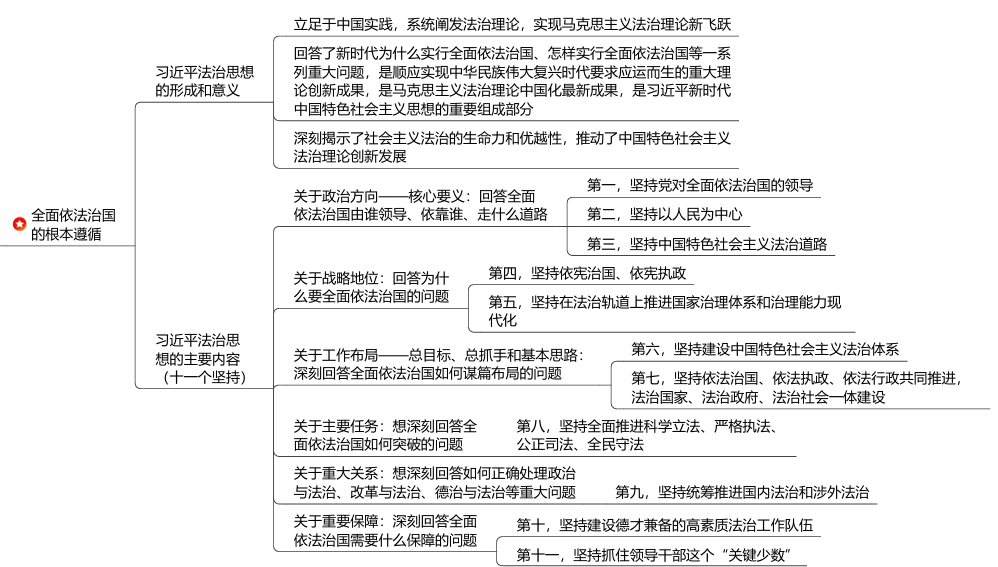 全面依法治国
的根本遵循
习近平法治思想
的形成和意义
立足于中国实践，系统阐发法治理论，实现马克思主义法治理论新飞跃
回答了新时代为什么实行全面依法治国、怎样实行全面依法治国等一系
列重大问题，是顺应实现中华民族伟大复兴时代要求应运而生的重大理
论创新成果，是马克思主义法治理论中国化最新成果，是习近平新时代
中国特色社会主义思想的重要组成部分
深刻揭示了社会主义法治的生命力和优越性，推动了中国特色社会主义
法治理论创新发展
习近平法治思
想的主要内容
（十一个坚持）
关于政治方向——核心要义：回答全面
依法治国由谁领导、依靠谁、走什么道路
第一，坚持党对全面依法治国的领导
第二，坚持以人民为中心
第三，坚持中国特色社会主义法治道路
关于战略地位：回答为什
么要全面依法治国的问题
第四，坚持依宪治国、依宪执政
第五，坚持在法治轨道上推进国家治理体系和治理能力现
代化
关于工作布局——总目标、总抓手和基本思路：
深刻回答全面依法治国如何谋篇布局的问题
第六，坚持建设中国特色社会主义法治体系
第七，坚持依法治国、依法执政、依法行政共同推进，
法治国家、法治政府、法治社会一体建设
关于主要任务：想深刻回答全
面依法治国如何突破的问题
第八，坚持全面推进科学立法、严格执法、
公正司法、全民守法
关于重大关系：想深刻回答如何正确处理政治
与法治、改革与法治、德治与法治等重大问题
第九，坚持统筹推进国内法治和涉外法治
关于重要保障：深刻回答全面
依法治国需要什么保障的问题
第十，坚持建设德才兼备的高素质法治工作队伍
第十一，坚持抓住领导干部这个“关键少数”